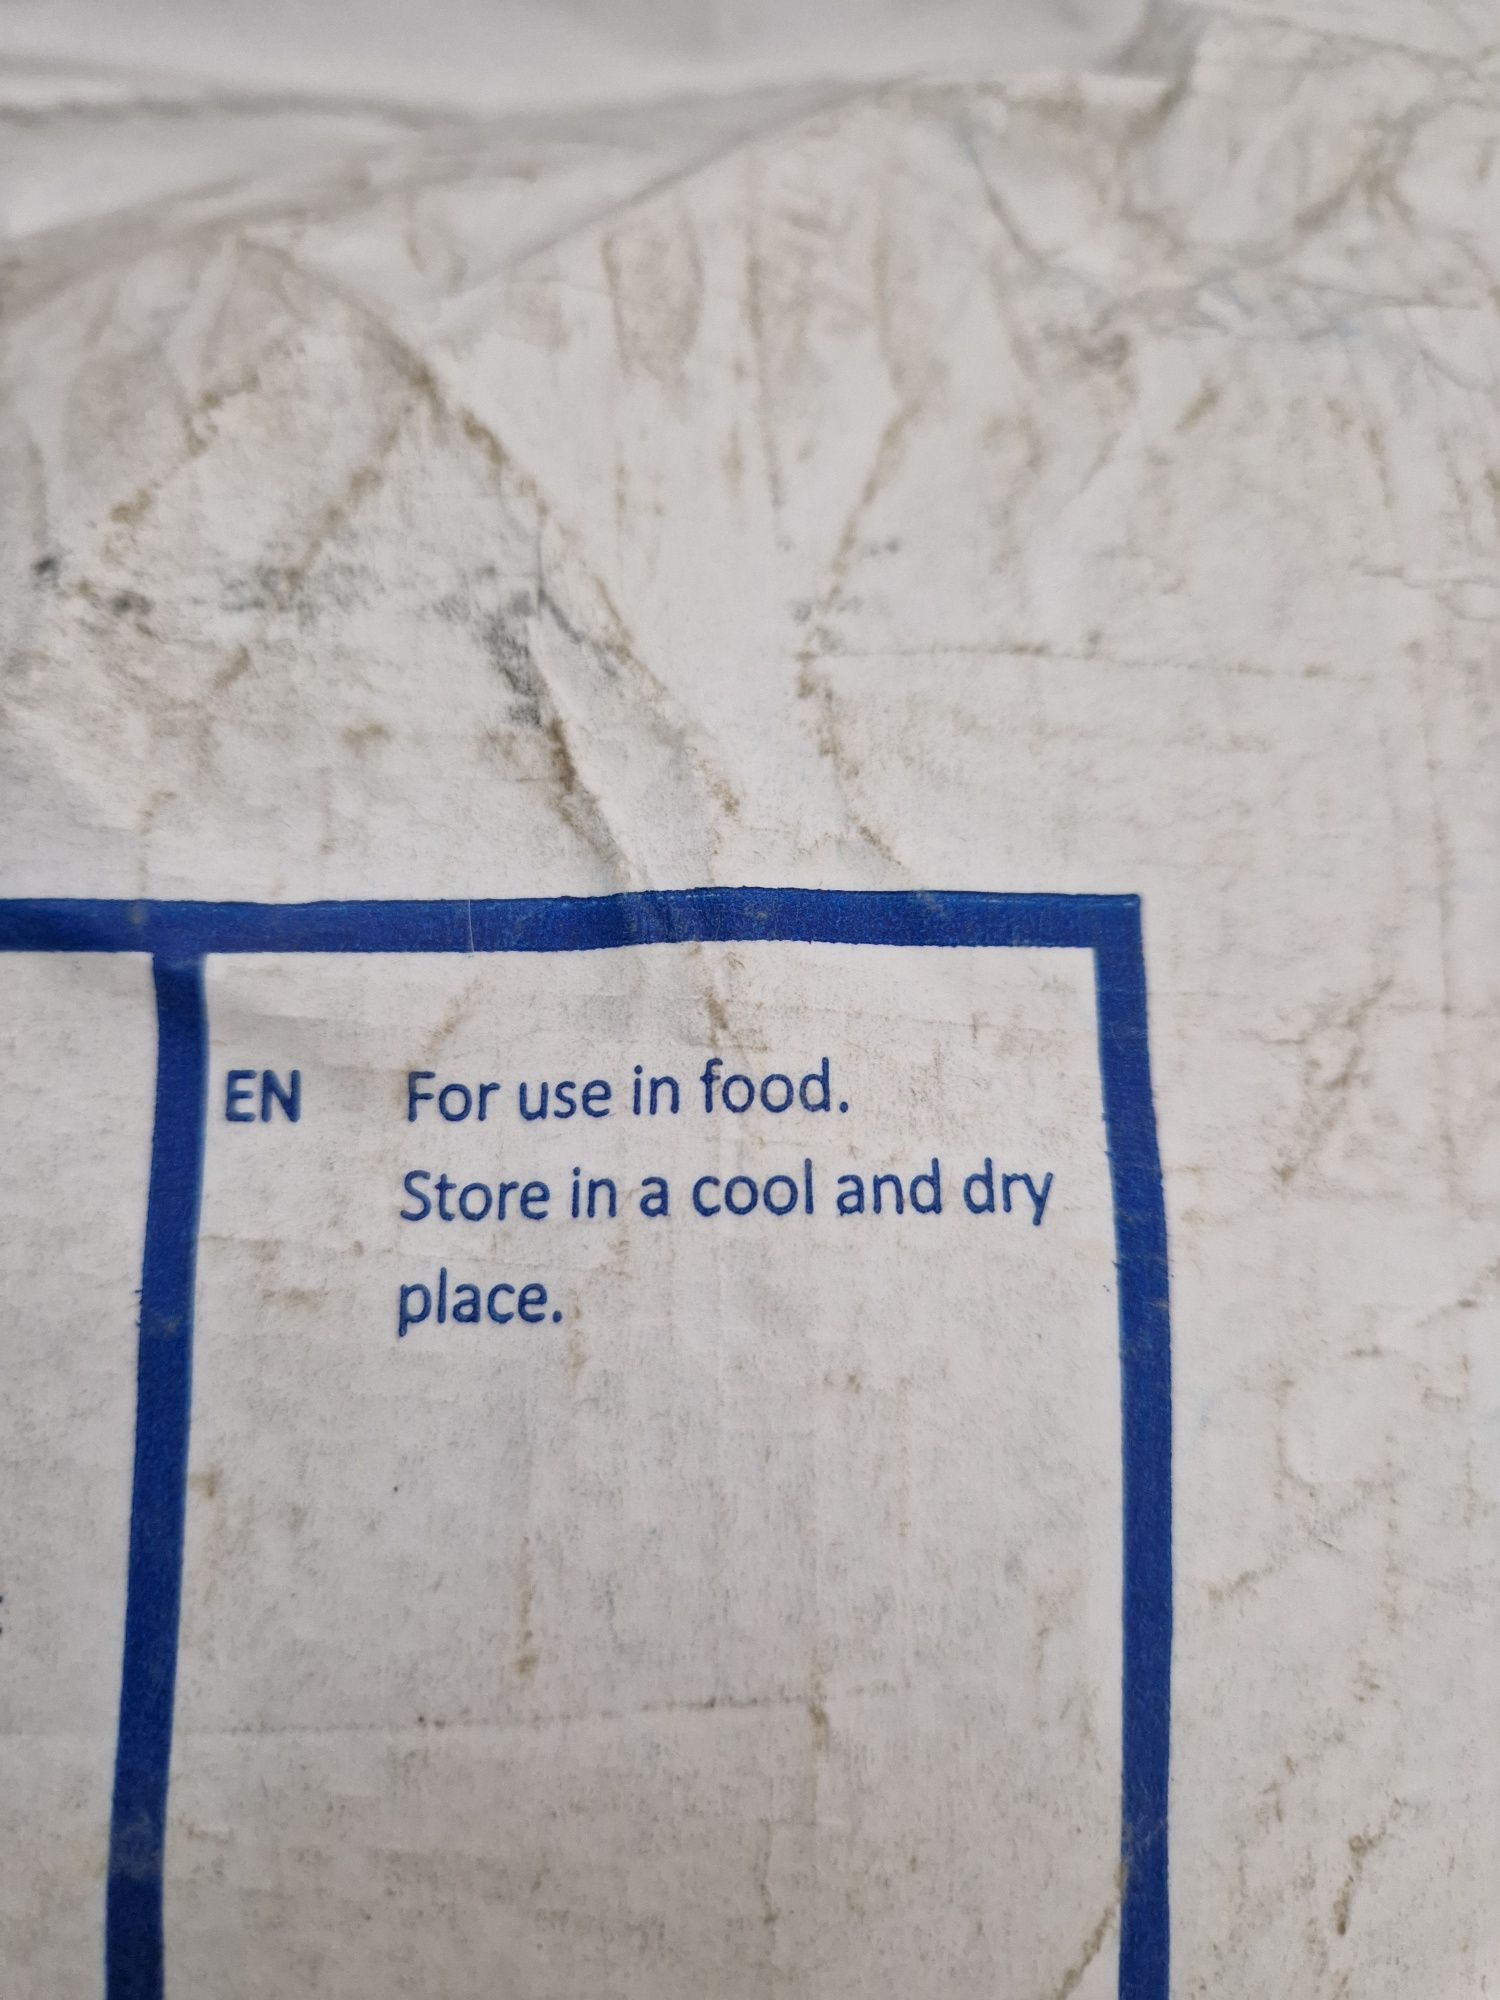 EN For use in food.
Store in a cool and dry
place.